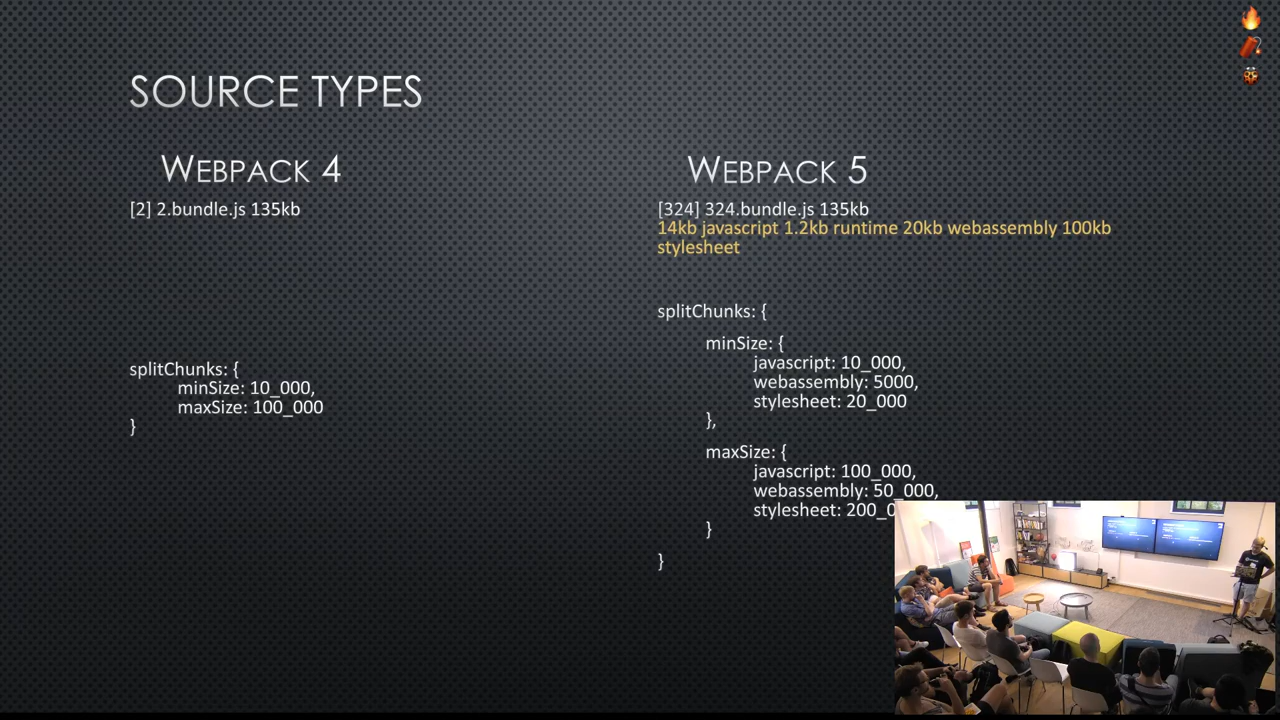 SOURCE TYPES
WEBPACK 4
[2] 2.bundle.js 135kb
splitChunks: {
minSize: 10_000,
maxSize: 100_000
}
WEBPACK 5
[324] 324.bundle.js 135kb
14kb javascript 1.2kb runtime 20kb webassembly 100kb
stylesheet
splitChunks: {
minSize: {
javascript: 10_000,
webassembly: 5000,
stylesheet: 20_000
},
maxSize: {
javascript: 100_000,
webassembly: 50_000,
stylesheet: 200_0
}
}